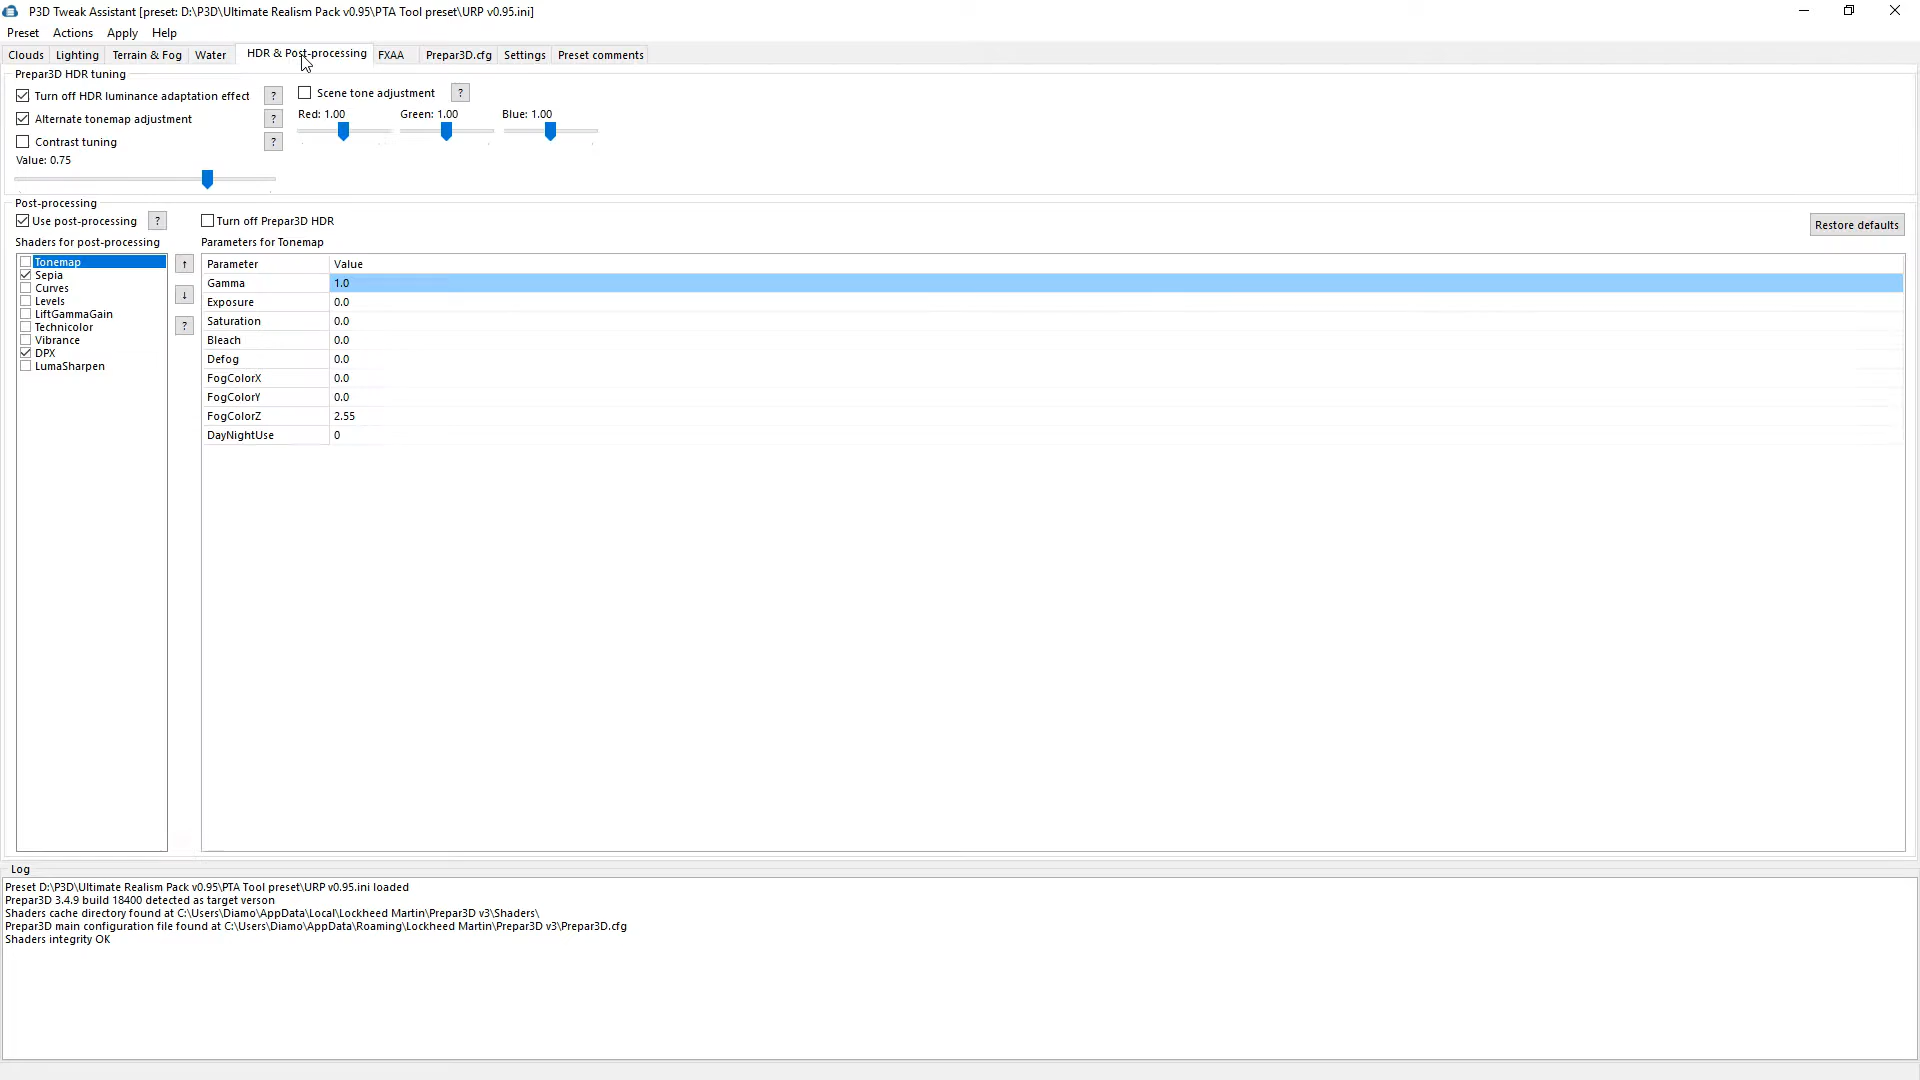 P3D Tweak Assistant [preset: D:\P3D\Ultimate Realism Pack v0.95\PTA Tool preset\URP v0.95.ini]
Preset Actions Apply Help
Clouds Lighting Terrain & Fog Water HDR & Post-processing FXAA Prepar3D.cfg Settings Preset comments
Prepar3D HDR tuning
Turn off HDR luminance adaptation effect ? Scene tone adjustment ?
Red: 1.00 Green: 1.00 Blue: 1.00
Alternate tonemap adjustment ?
Contrast tuning ?
Value: 0.75
Post-processing
Use post-processing ? Turn off Prepar3D HDR Restore defaults
Shaders for post-processing Parameters for Tonemap
Tonemap
Sepia
Curves
Levels
LiftGammaGain
Technicolor
Vibrance
DPX
LumaSharpen
↑
↓
?
Parameter Value
Gamma 1.0
Exposure 0.0
Saturation 0.0
Bleach 0.0
Defog 0.0
FogColorX 0.0
FogColorY 0.0
FogColorZ 2.55
DayNightUse 0
Log
Preset D:\P3D\Ultimate Realism Pack v0.95\PTA Tool preset\URP v0.95.ini loaded
Prepar3D 3.4.9 build 18400 detected as target verson
Shaders cache directory found at C:\Users\Diamo\AppData\Local\Lockheed Martin\Prepar3D v3\Shaders\
Prepar3D main configuration file found at C:\Users\Diamo\AppData\Roaming\Lockheed Martin\Prepar3D v3\Prepar3D.cfg
Shaders integrity OK